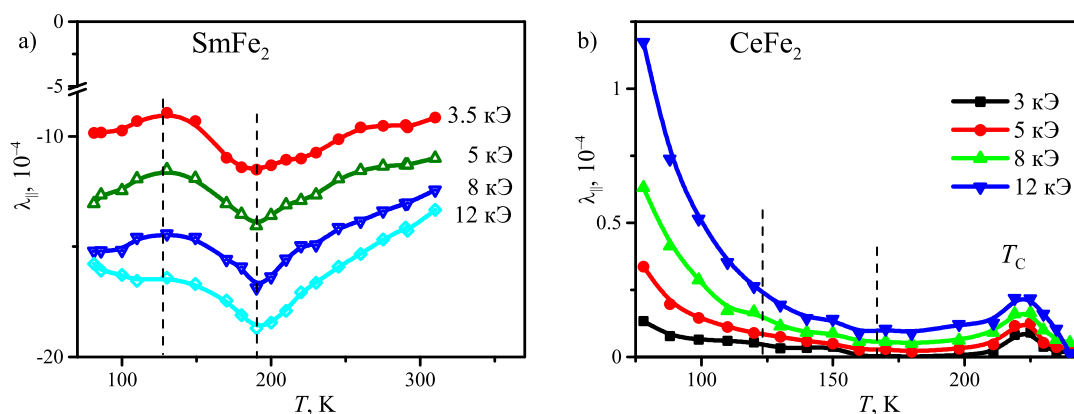 a)
SmFe₂
0
-5
-10
-20
λ||, 10⁻⁴
3.5 кЭ
5 кЭ
8 кЭ
12 кЭ
100
200
300
T, K
b)
CeFe₂
1
0.5
0
λ||, 10⁻⁴
3 кЭ
5 кЭ
8 кЭ
12 кЭ
T_C
100
150
200
T, K